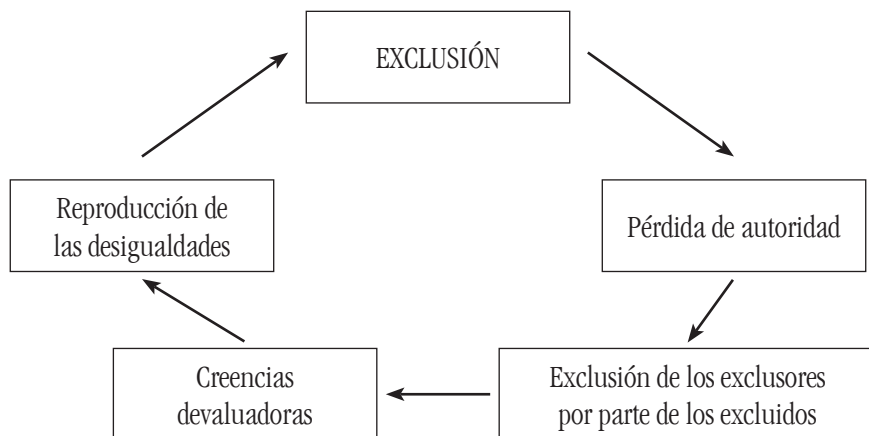 EXCLUSIÓN
Pérdida de autoridad
Exclusión de los exclusores
por parte de los excluidos
Creencias
devaluadoras
Reproducción de
las desigualdades